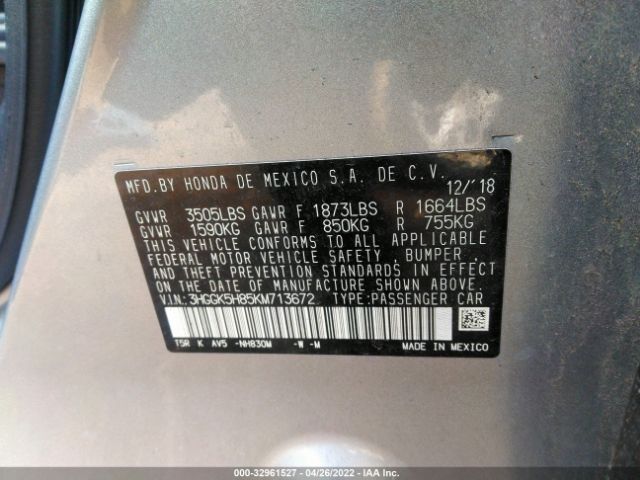 MFD.BY HONDA DE MEXICO S.A. DE C.V. 12/'18
GVWR 3505LBS GAWR F 1873LBS R 1664LBS
GVWR 1590KG GAWR F 850KG R 755KG
THIS VEHICLE CONFORMS TO ALL APPLICABLE
FEDERAL MOTOR VEHICLE SAFETY, BUMPER,
AND THEFT PREVENTION STANDARDS IN EFFECT
ON THE DATE OF MANUFACTURE SHOWN ABOVE.
V.I.N: 3HGGK5H85KM713672 TYPE:PASSENGER CAR
T5R K AV5 -NH830M -W -M MADE IN MEXICO
000-32961527 - 04/26/2022 - IAA Inc.